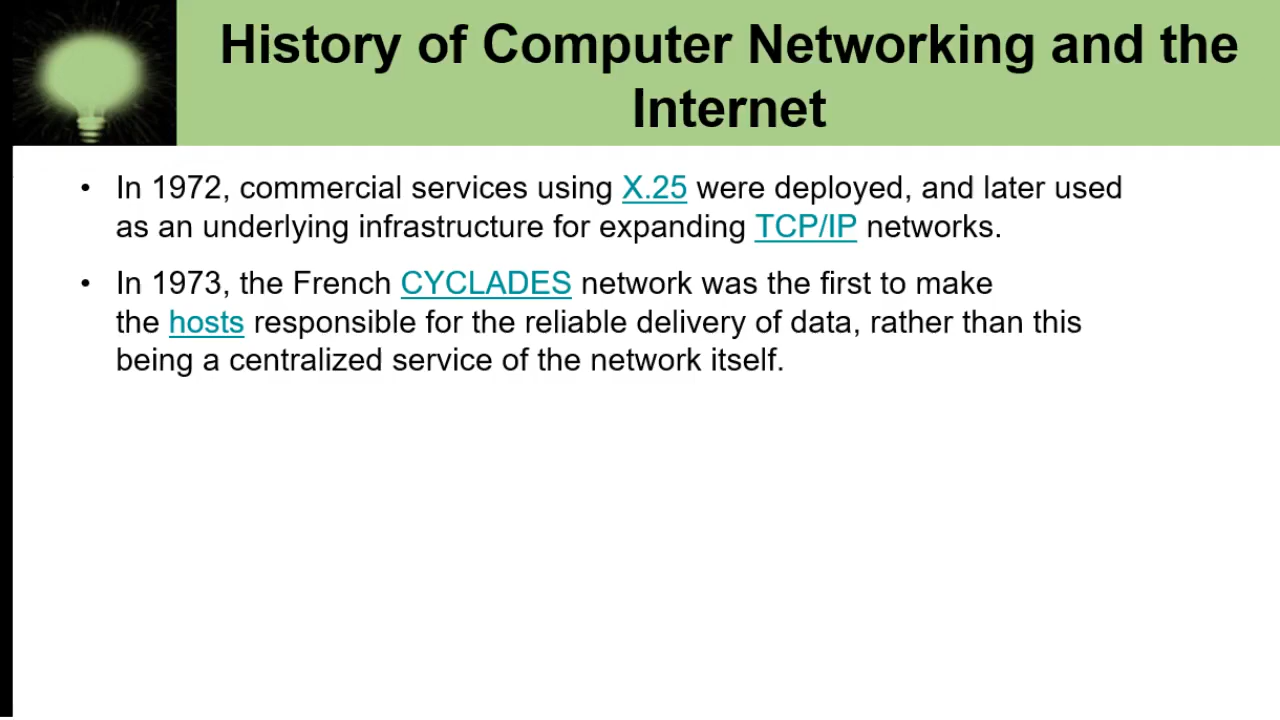 History of Computer Networking and the
Internet
• In 1972, commercial services using X.25 were deployed, and later used
as an underlying infrastructure for expanding TCP/IP networks.
• In 1973, the French CYCLADES network was the first to make
the hosts responsible for the reliable delivery of data, rather than this
being a centralized service of the network itself.